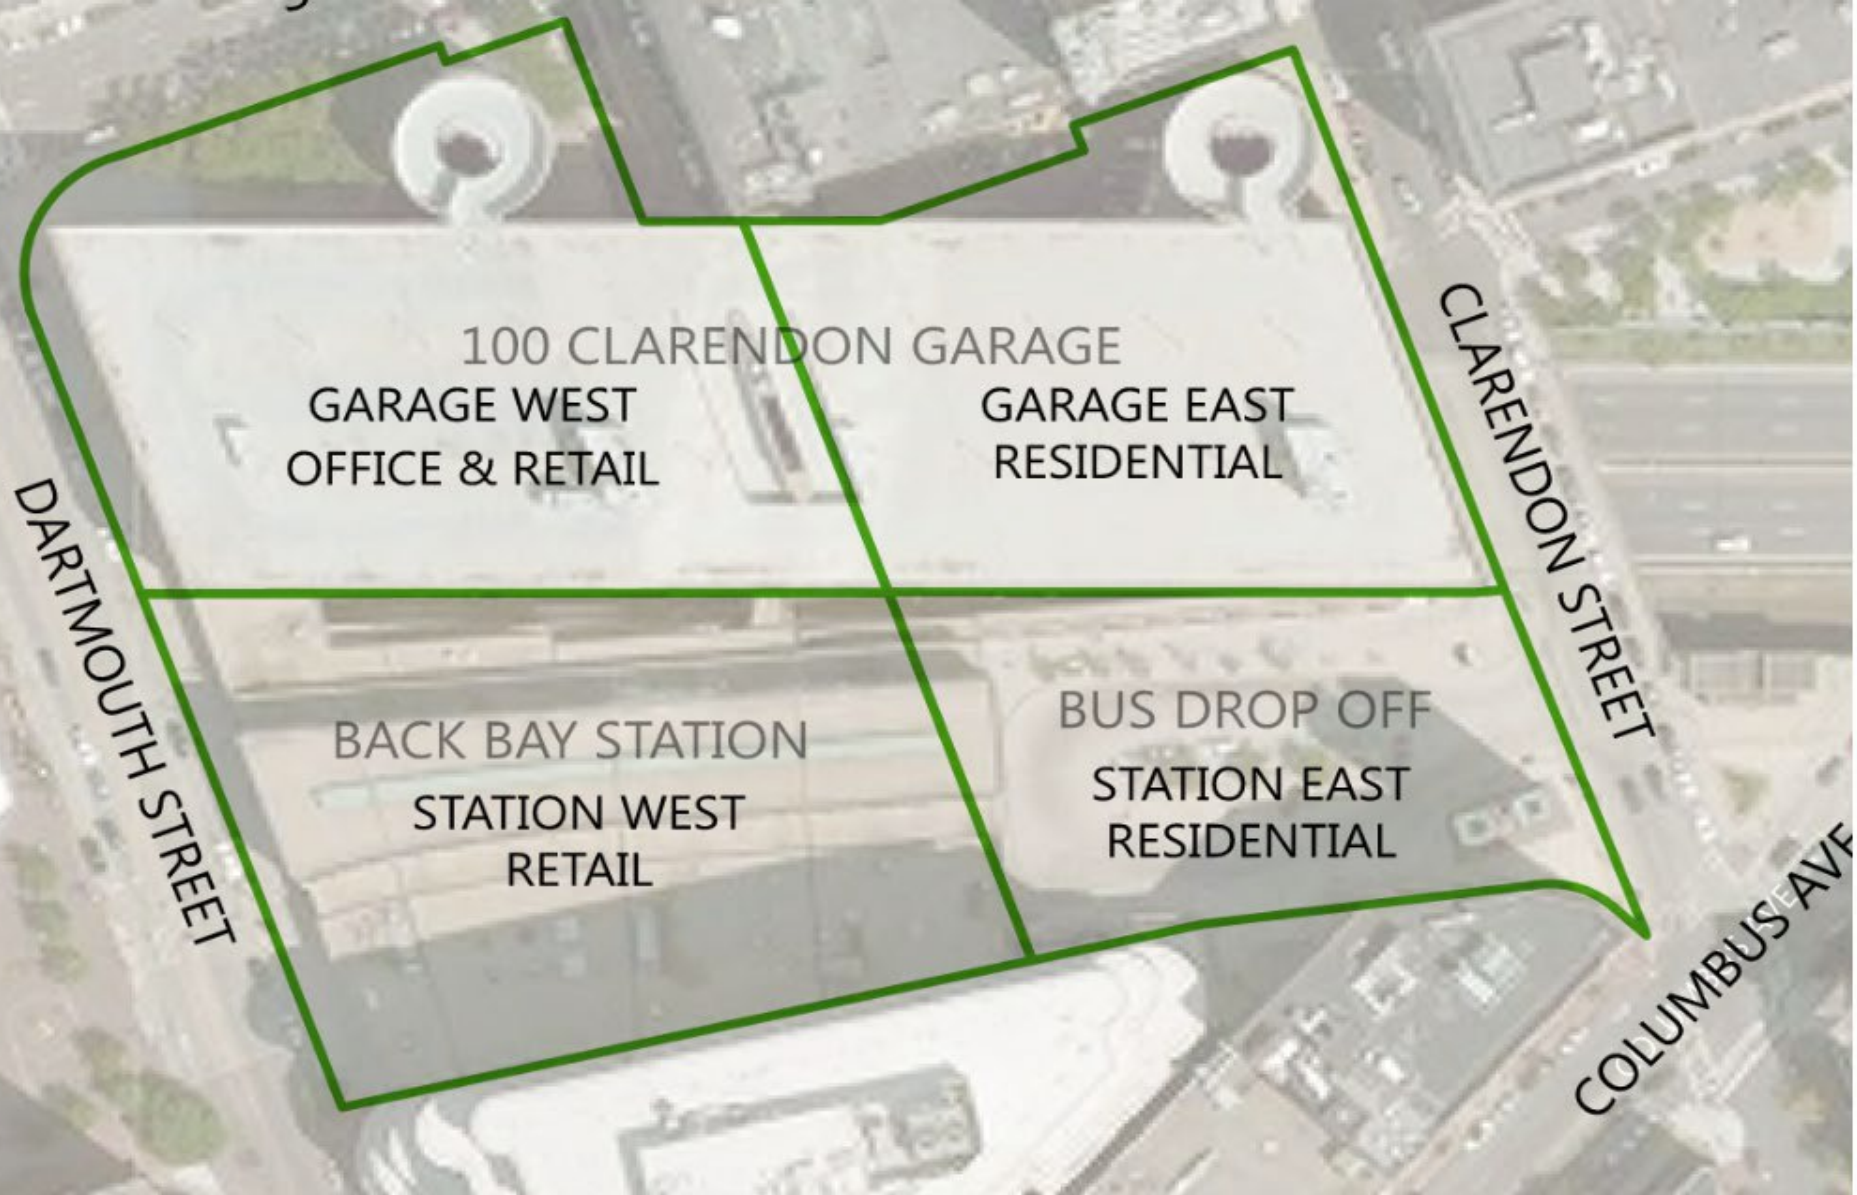 100 CLARENDON GARAGE
GARAGE WEST
OFFICE & RETAIL
GARAGE EAST
RESIDENTIAL
CLARENDON STREET
DARTMOUTH STREET
BACK BAY STATION
STATION WEST
RETAIL
BUS DROP OFF
STATION EAST
RESIDENTIAL
COLUMBUS AVE